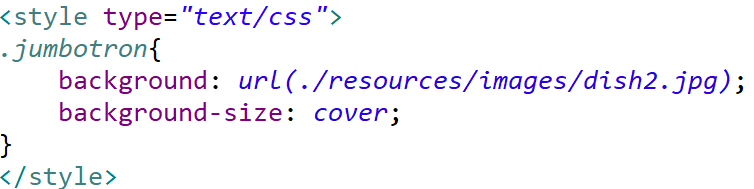 <style type="text/css">
.jumbotron{
    background: url(./resources/images/dish2.jpg);
    background-size: cover;
}
</style>